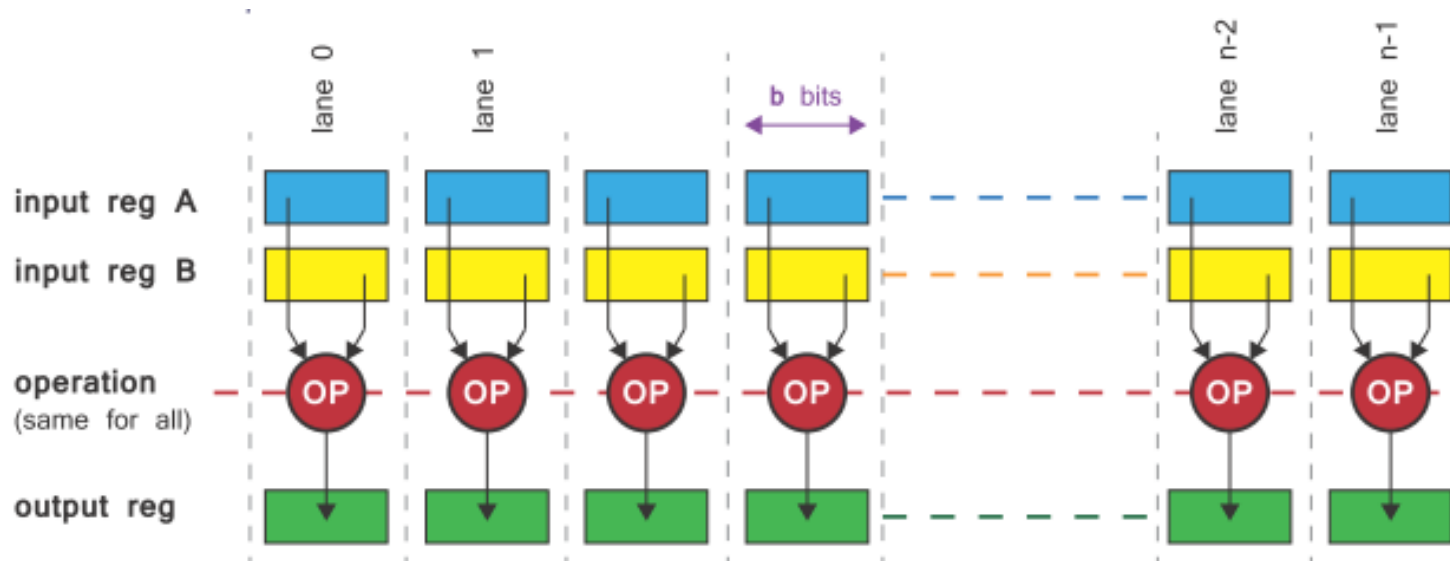 lane 0
lane 1
b bits
lane n-2
lane n-1
input reg A
input reg B
operation
(same for all)
OP
OP
OP
OP
OP
OP
output reg